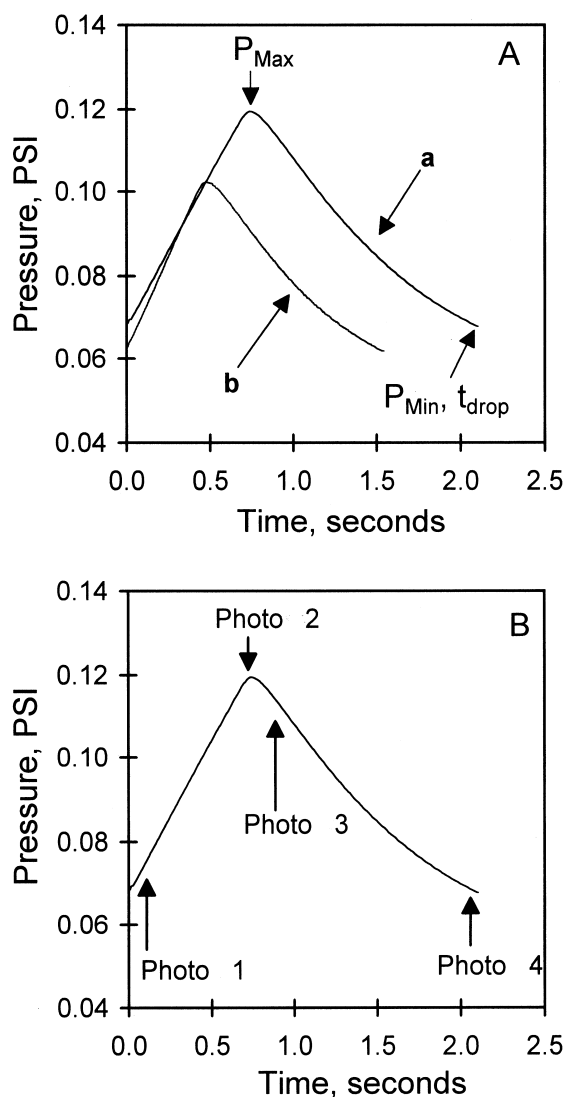 A
0.14
P_Max
0.12
a
0.10
0.08
b
0.06
P_Min, t_drop
0.04
0.0 0.5 1.0 1.5 2.0 2.5
Pressure, PSI
Time, seconds
B
0.14
Photo 2
0.12
0.10
Photo 3
0.08
0.06
Photo 1
Photo 4
0.04
0.0 0.5 1.0 1.5 2.0 2.5
Pressure, PSI
Time, seconds